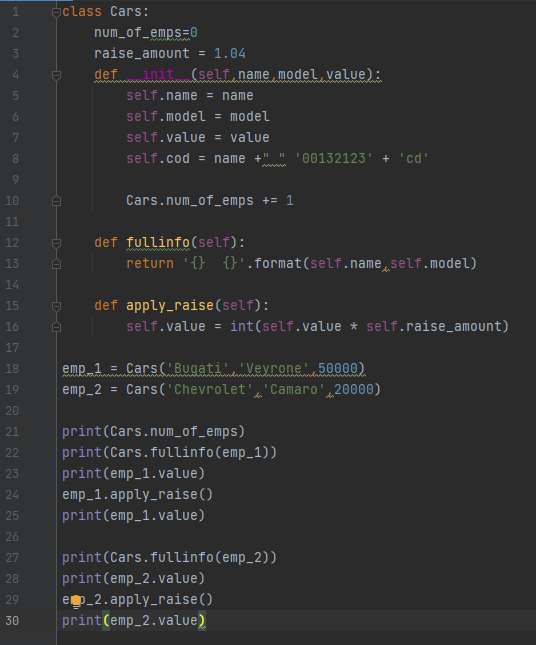 1 class Cars:
2 num_of_emps=0
3 raise_amount = 1.04
4 def __init__(self,name,model,value):
5 self.name = name
6 self.model = model
7 self.value = value
8 self.cod = name +" " '00132123' + 'cd'
9
10 Cars.num_of_emps += 1
11
12 def fullinfo(self):
13 return '{}  {}'.format(self.name,self.model)
14
15 def apply_raise(self):
16 self.value = int(self.value * self.raise_amount)
17
18 emp_1 = Cars('Bugati','Veyrone',50000)
19 emp_2 = Cars('Chevrolet','Camaro',20000)
20
21 print(Cars.num_of_emps)
22 print(Cars.fullinfo(emp_1))
23 print(emp_1.value)
24 emp_1.apply_raise()
25 print(emp_1.value)
26
27 print(Cars.fullinfo(emp_2))
28 print(emp_2.value)
29 emp_2.apply_raise()
30 print(emp_2.value)